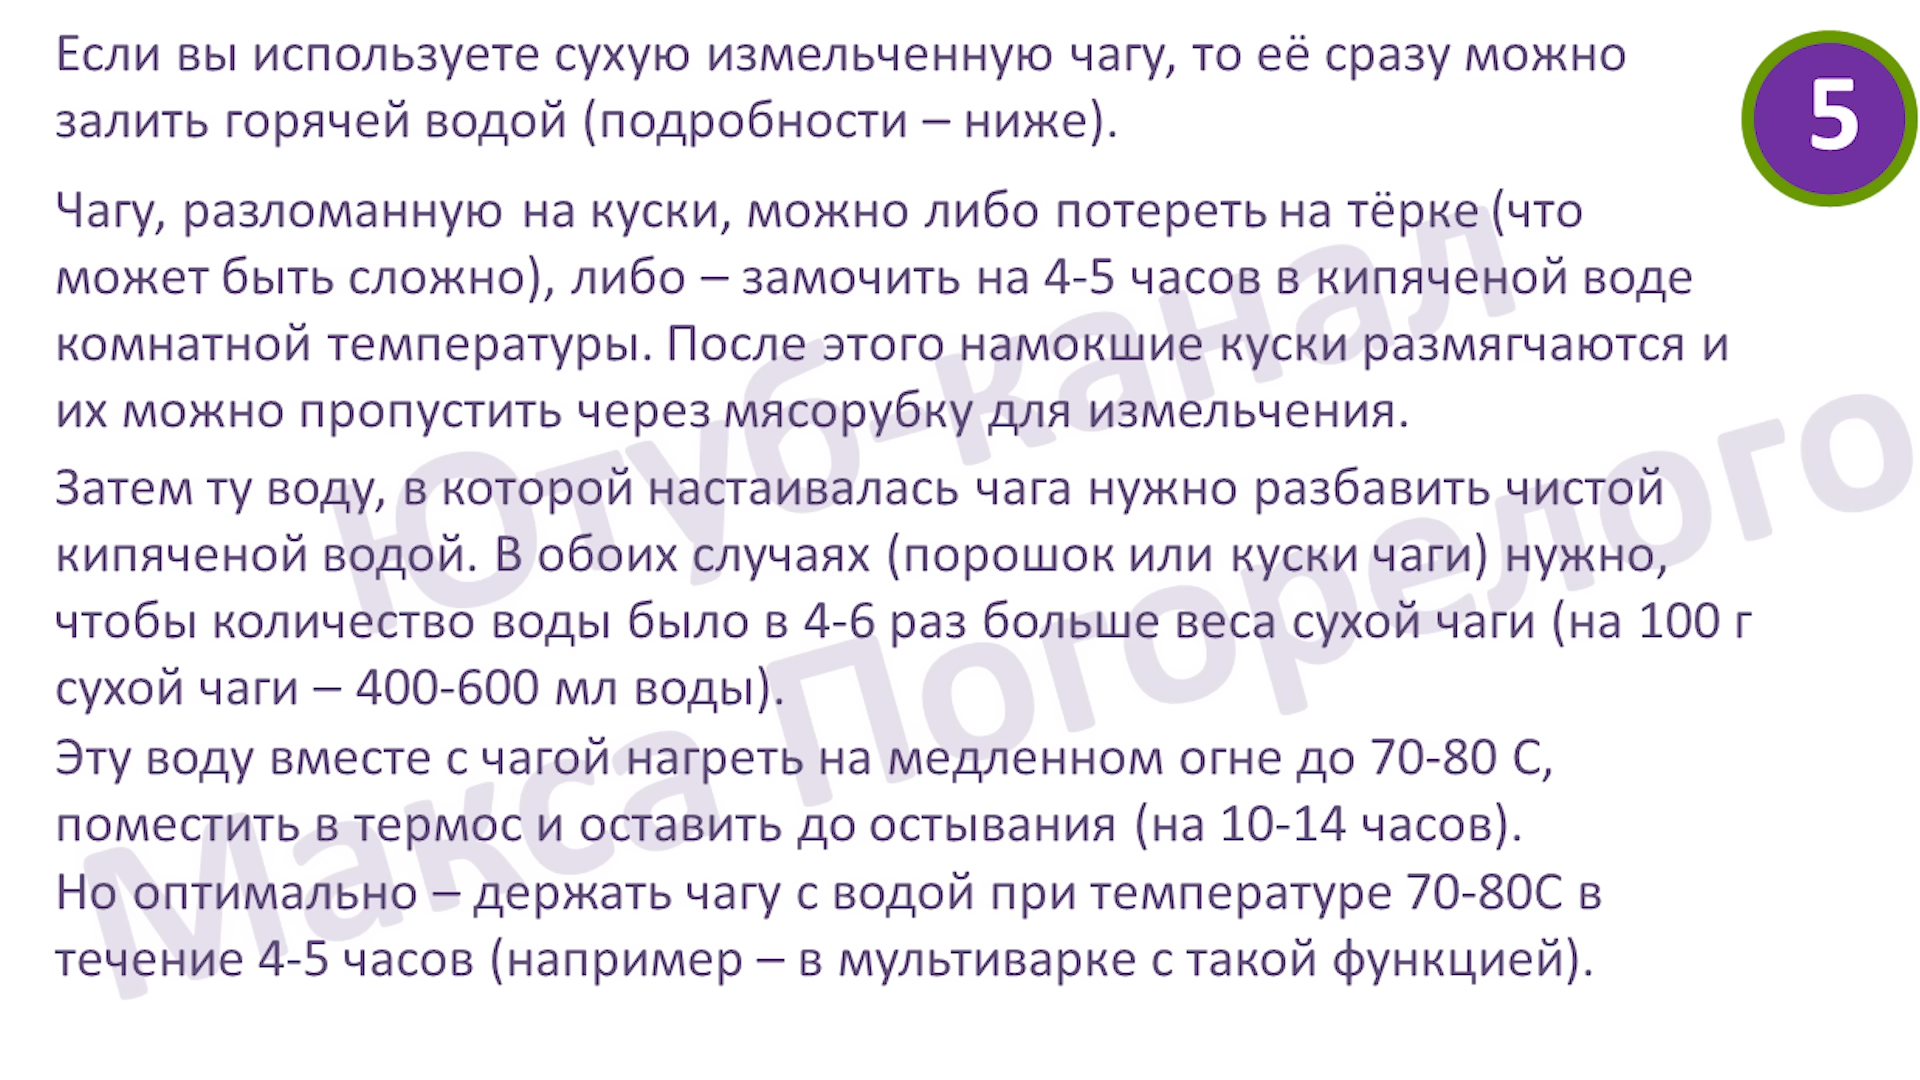 Если вы используете сухую измельченную чагу, то её сразу можно
залить горячей водой (подробности – ниже).
5
Чагу, разломанную на куски, можно либо потереть на тёрке (что
может быть сложно), либо – замочить на 4-5 часов в кипяченой воде
комнатной температуры. После этого намокшие куски размягчаются и
их можно пропустить через мясорубку для измельчения.
Затем ту воду, в которой настаивалась чага нужно разбавить чистой
кипяченой водой. В обоих случаях (порошок или куски чаги) нужно,
чтобы количество воды было в 4-6 раз больше веса сухой чаги (на 100 г
сухой чаги – 400-600 мл воды).
Эту воду вместе с чагой нагреть на медленном огне до 70-80 С,
поместить в термос и оставить до остывания (на 10-14 часов).
Но оптимально – держать чагу с водой при температуре 70-80С в
течение 4-5 часов (например – в мультиварке с такой функцией).
Ютуб-канал
Макса Погорелого